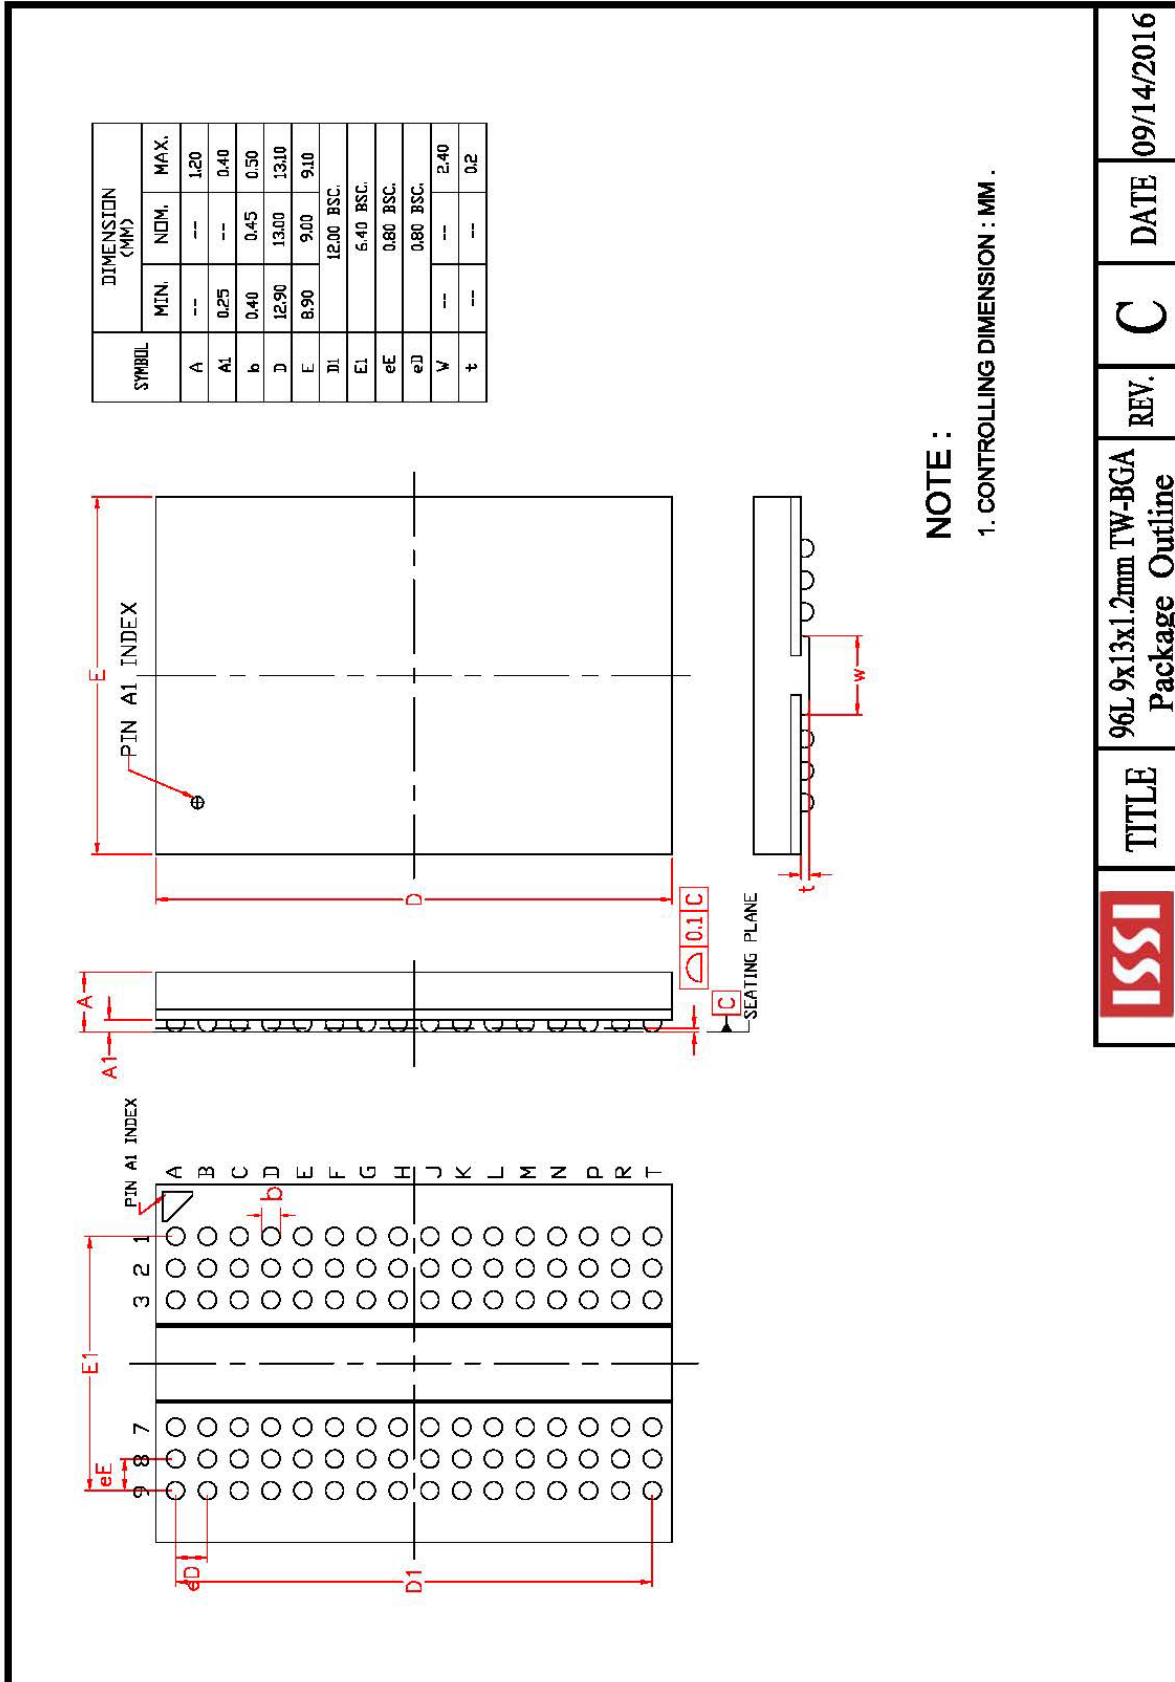 SYMBOL DIMENSION (MM)
MIN. NOM. MAX.
A -- -- 1.20
A1 0.25 -- 0.40
b 0.40 0.45 0.50
D 12.90 13.00 13.10
E 8.90 9.00 9.10
D1 12.00 BSC.
E1 6.40 BSC.
eE 0.80 BSC.
eD 0.80 BSC.
W -- -- 2.40
t -- -- 0.2
PIN A1 INDEX
E1
eE
9 8 7 3 2 1
A
B
C
D
E
F
G
H
J
K
L
M
N
P
R
T
b
eD
D1
A
A1
0.1 C
C
SEATING PLANE
E
PIN A1 INDEX
D
t
w
NOTE :
1. CONTROLLING DIMENSION : MM .
ISSI
TITLE
96L 9x13x1.2mm TW-BGA
Package Outline
REV.
C
DATE
09/14/2016